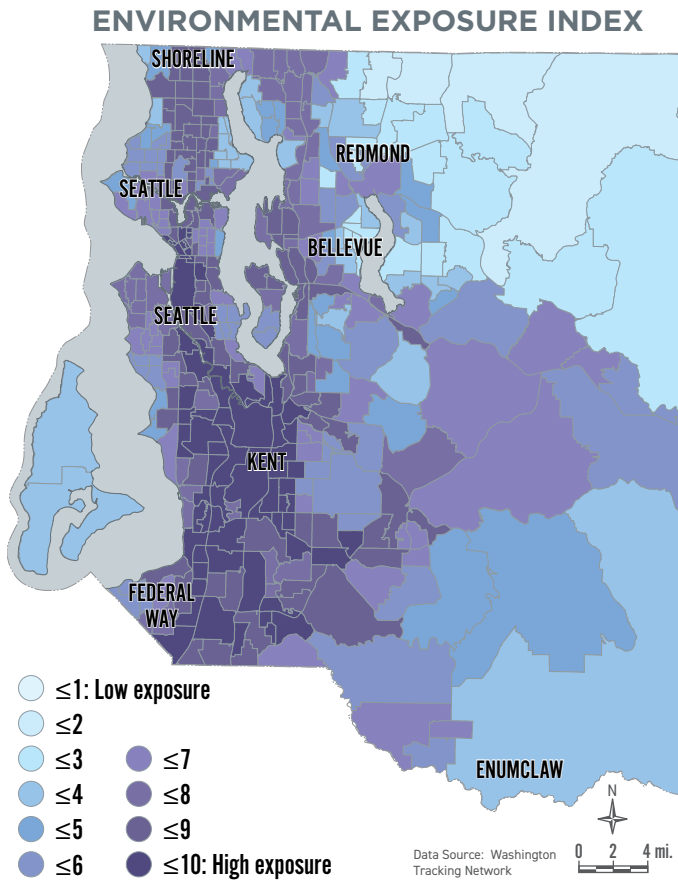 ENVIRONMENTAL EXPOSURE INDEX
SHORELINE
REDMOND
SEATTLE
BELLEVUE
SEATTLE
KENT
FEDERAL
WAY
ENUMCLAW
≤1: Low exposure
≤2
≤3
≤4
≤5
≤6
≤7
≤8
≤9
≤10: High exposure
Data Source: Washington
Tracking Network
N
0 2 4 mi.